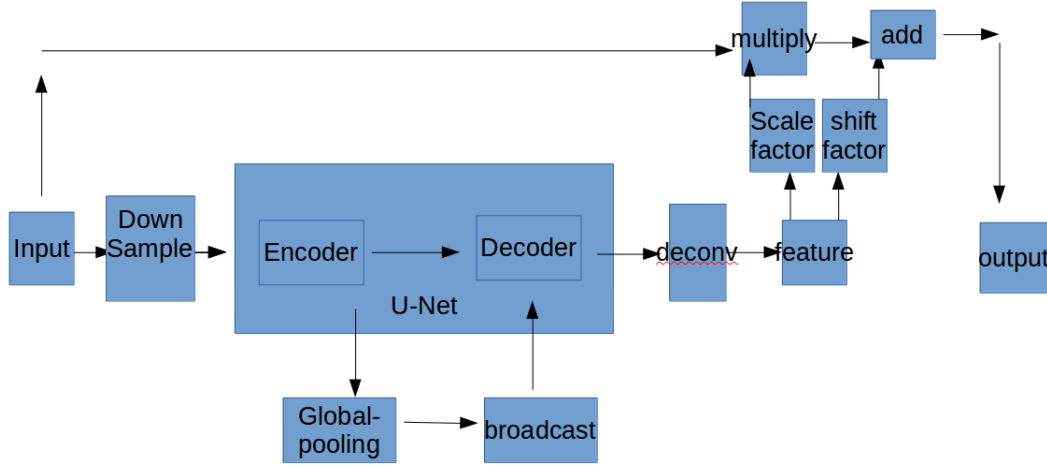 multiply
add
Scale
factor
shift
factor
Input
Down
Sample
Encoder
Decoder
U-Net
deconv
feature
output
Global-
pooling
broadcast